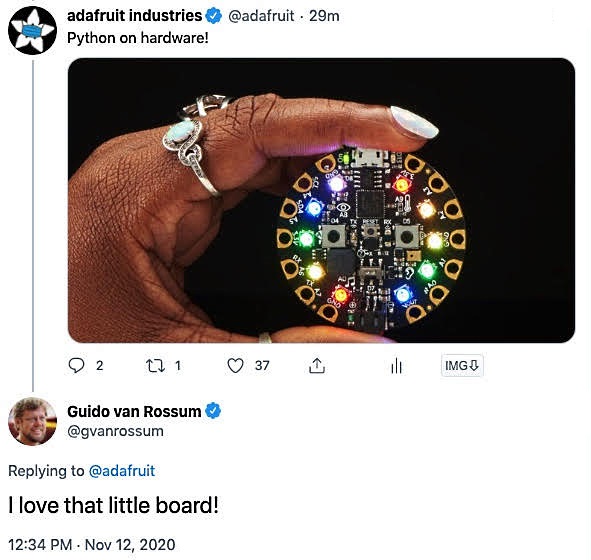 adafruit industries @adafruit · 29m
Python on hardware!
RESET
2 1 37 IMG
Guido van Rossum
@gvanrossum
Replying to @adafruit
I love that little board!
12:34 PM · Nov 12, 2020